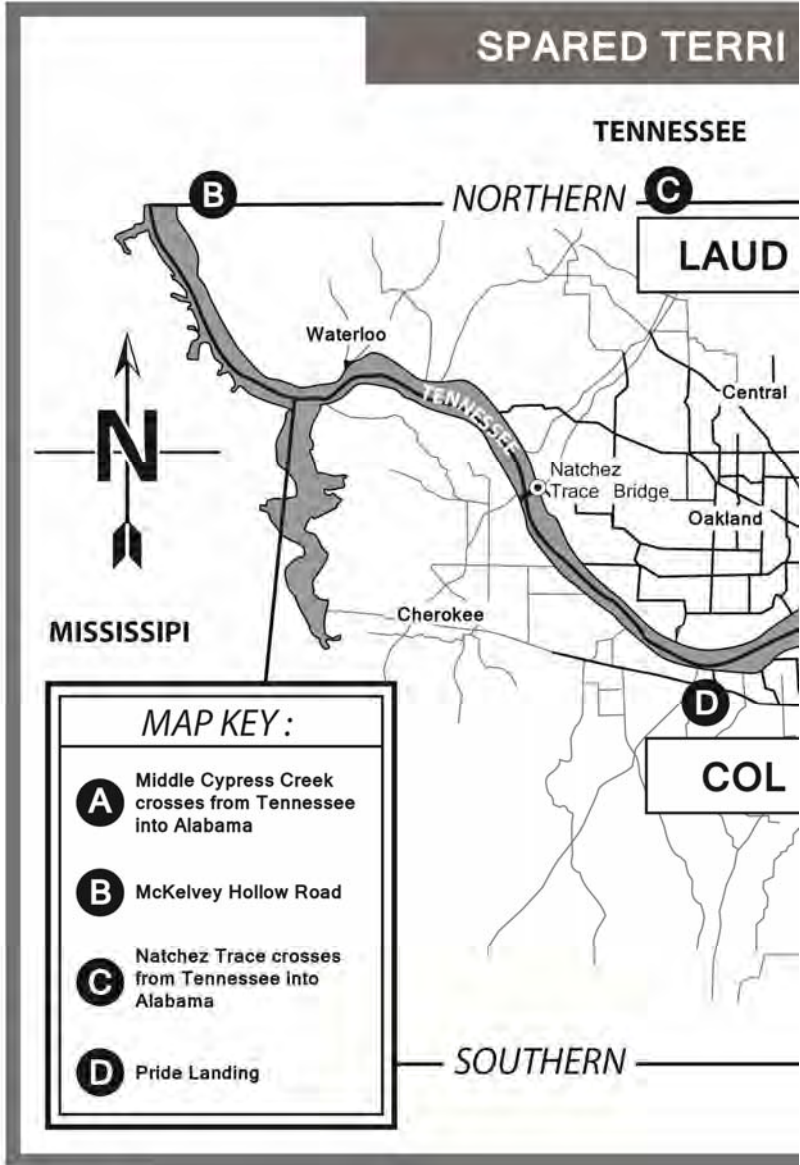 SPARED TERRI
TENNESSEE
B
NORTHERN
C
LAUD
Waterloo
TENNESSEE
Central
N
Natchez
Trace Bridge
Oakland
Cherokee
MISSISSIPI
D
COL
MAP KEY :
A
Middle Cypress Creek
crosses from Tennessee
into Alabama
B
McKelvey Hollow Road
C
Natchez Trace crosses
from Tennessee into
Alabama
D
Pride Landing
SOUTHERN